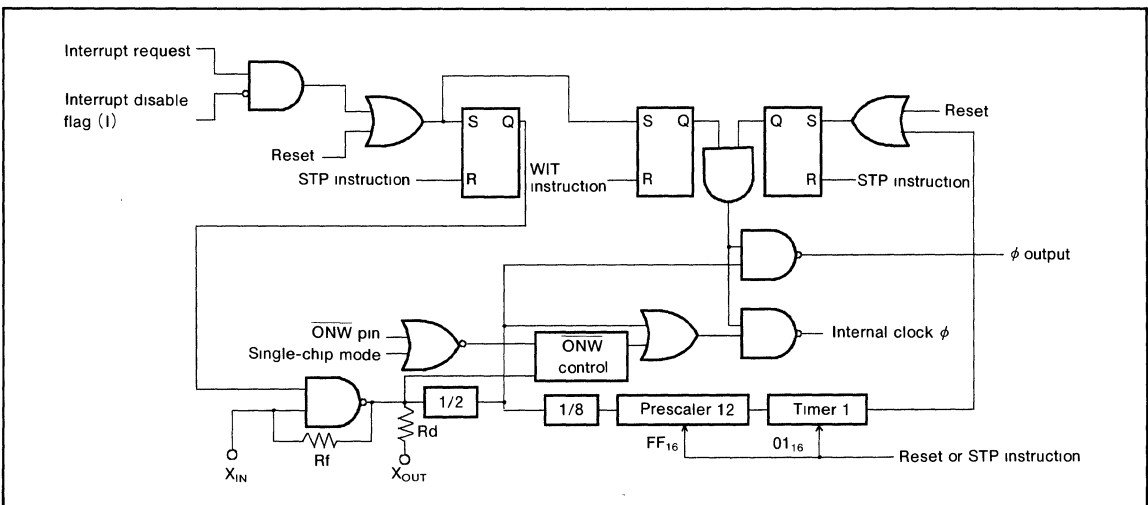 Interrupt request
Interrupt disable
flag (I)
Reset
STP instruction
S
Q
R
WIT
instruction
S
Q
R
Q
S
R
Reset
STP instruction
ϕ output
ONW pin
Single-chip mode
ONW
control
Internal clock ϕ
1/2
1/8
Prescaler 12
Timer 1
Rd
Rf
FF16
0116
XIN
XOUT
Reset or STP instruction